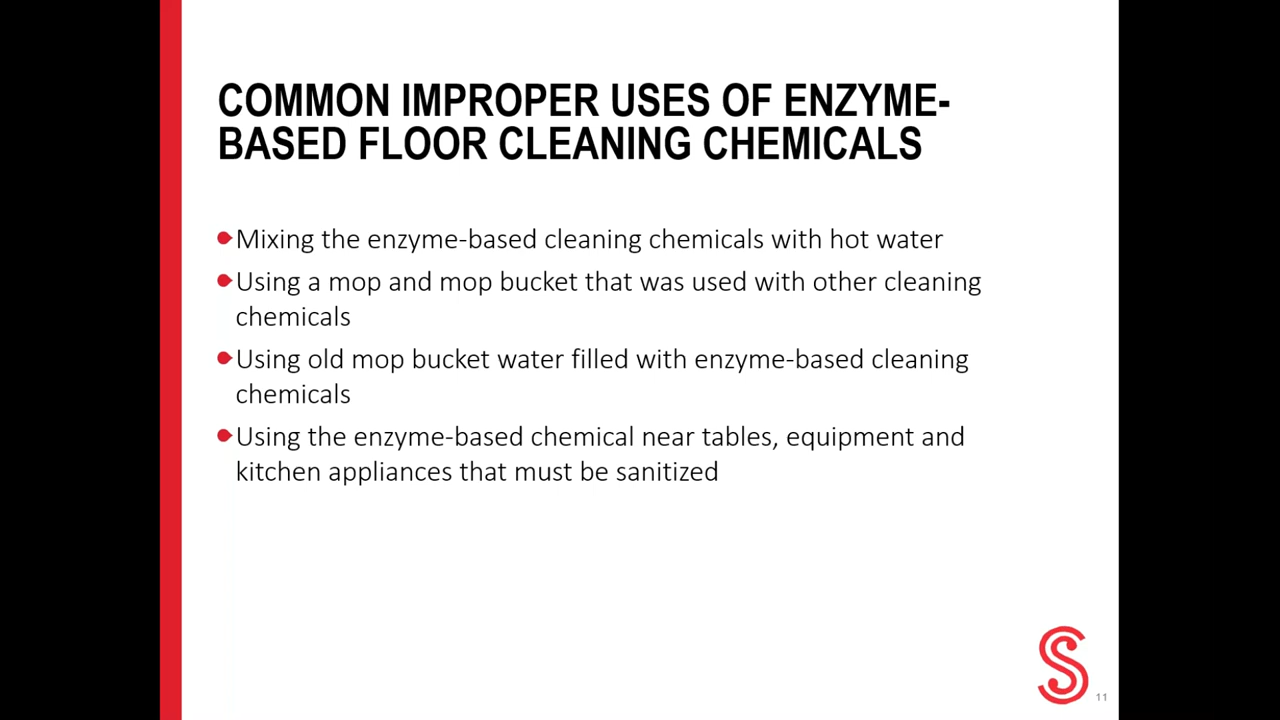 COMMON IMPROPER USES OF ENZYME-
BASED FLOOR CLEANING CHEMICALS
Mixing the enzyme-based cleaning chemicals with hot water
Using a mop and mop bucket that was used with other cleaning
chemicals
Using old mop bucket water filled with enzyme-based cleaning
chemicals
Using the enzyme-based chemical near tables, equipment and
kitchen appliances that must be sanitized
S
11